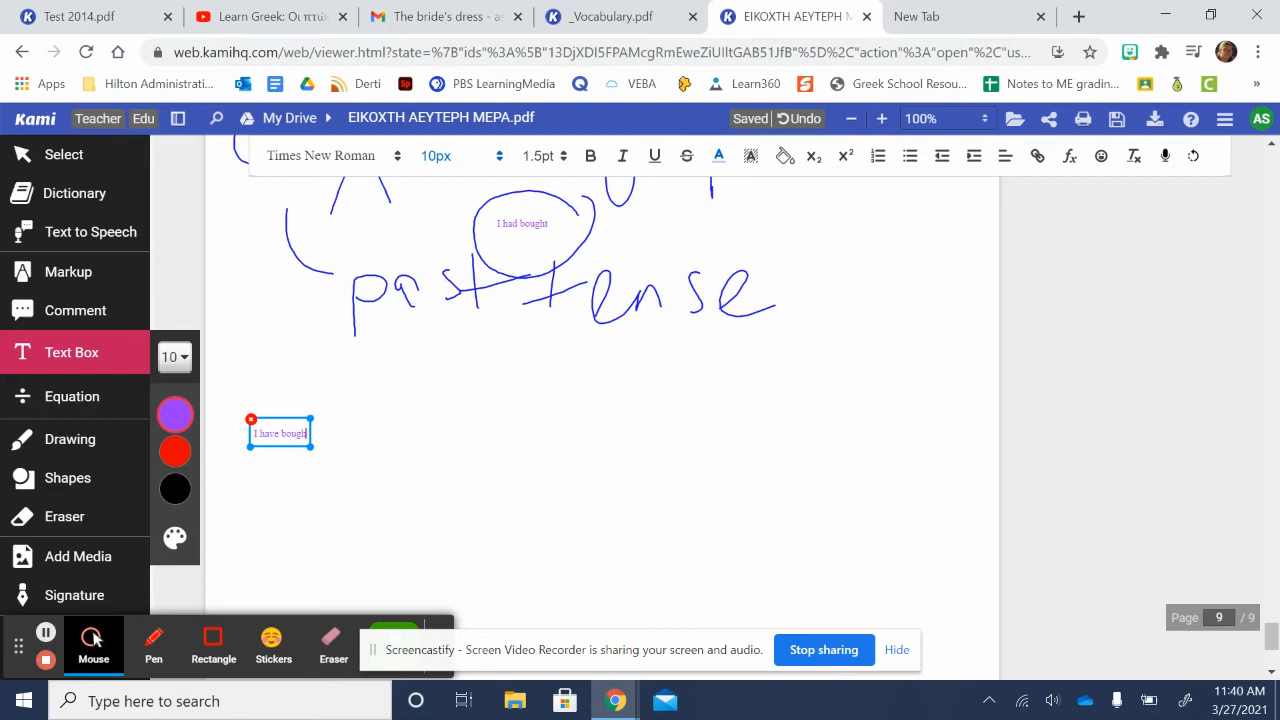 Test 2014.pdf
Learn Greek: Οι πτώ
The bride's dress - as
_Vocabulary.pdf
ΕΙΚΟΧΤΗ ΑΕΥΤΕΡΗ Μ
New Tab
web.kamihq.com/web/viewer.html?state=%7B"ids"%3A%5B"13DjXDI5FPAMcgRmEweZiUIltGAB51JfB"%5D%2C"action"%3A"open"%2C"us...
Apps
Hilton Administrati...
Derti
PBS LearningMedia
VEBA
Learn360
Greek School Resou...
Notes to ME gradin...
»
Kami
Teacher
Edu
My Drive
ΕΙΚΟΧΤΗ ΑΕΥΤΕΡΗ ΜΕΡΑ.pdf
Saved
Undo
100%
AS
Times New Roman
10px
1.5pt
B I U S A
Select
Dictionary
Text to Speech
Markup
Comment
Text Box
Equation
Drawing
Shapes
Eraser
Add Media
Signature
10
I had bought
past tense
I have bough
Page 9 / 9
Mouse
Pen
Rectangle
Stickers
Eraser
Screencastify - Screen Video Recorder is sharing your screen and audio.
Stop sharing
Hide
Type here to search
11:40 AM
3/27/2021